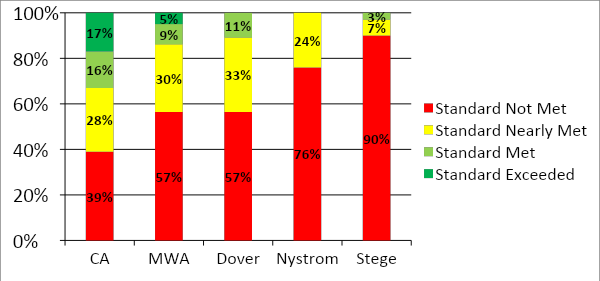 100%
80%
60%
40%
20%
0%
17%
16%
28%
39%
5%
9%
30%
57%
11%
33%
57%
24%
76%
3%
7%
90%
CA
MWA
Dover
Nystrom
Stege
Standard Not Met
Standard Nearly Met
Standard Met
Standard Exceeded